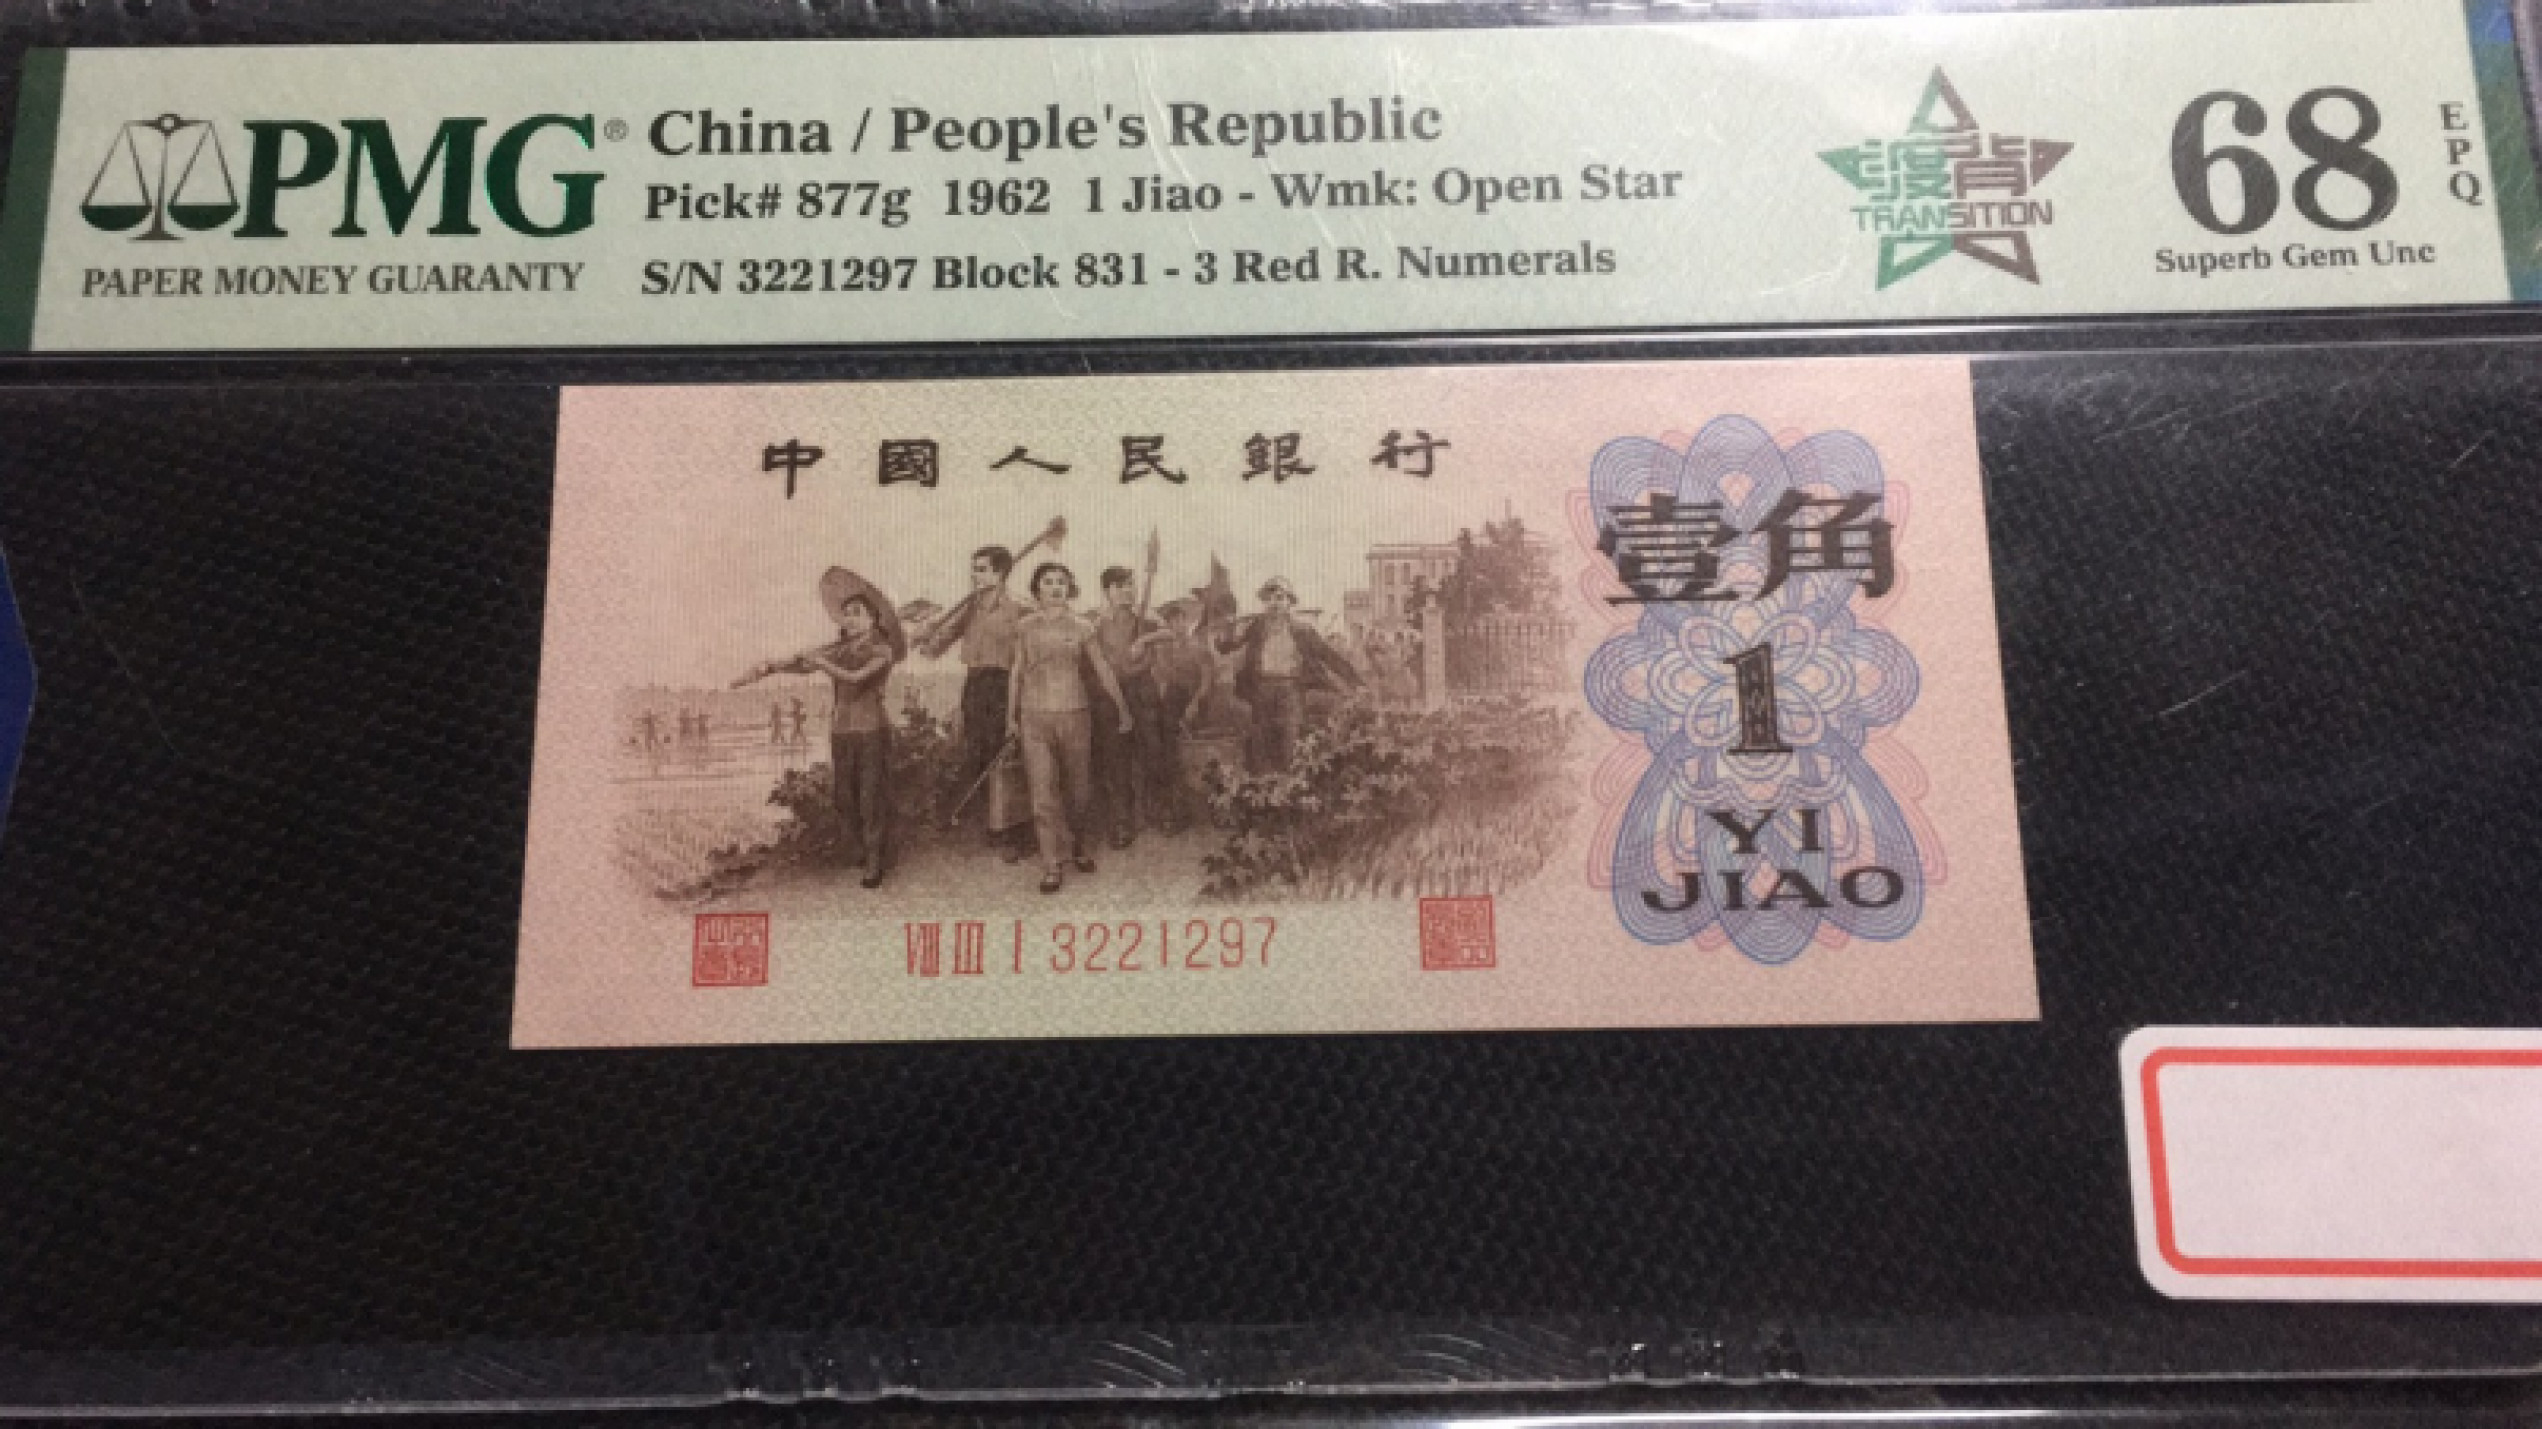 PMG®
PAPER MONEY GUARANTY
China / People's Republic
Pick# 877g 1962 1 Jiao - Wmk: Open Star
S/N 3221297 Block 831 - 3 Red R. Numerals
TRANSITION
68
EPQ
Superb Gem Unc
中國人民銀行
壹角
1
YI
JIAO
VIII III I 3221297